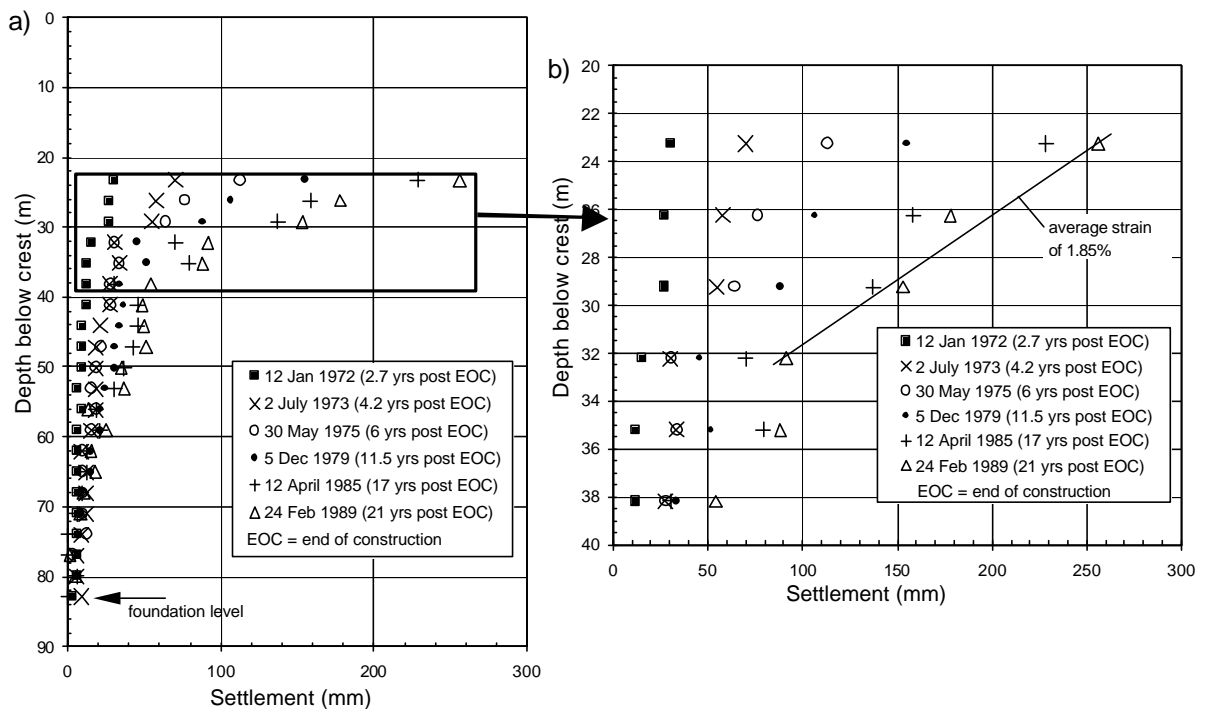 a)
0
10
20
30
40
50
60
70
80
90
Depth below crest (m)
0
100
200
300
Settlement (mm)
12 Jan 1972 (2.7 yrs post EOC)
2 July 1973 (4.2 yrs post EOC)
30 May 1975 (6 yrs post EOC)
5 Dec 1979 (11.5 yrs post EOC)
12 April 1985 (17 yrs post EOC)
24 Feb 1989 (21 yrs post EOC)
EOC = end of construction
foundation level
b)
20
22
24
26
28
30
32
34
36
38
40
Depth below crest (m)
0
50
100
150
200
250
300
Settlement (mm)
average strain
of 1.85%
12 Jan 1972 (2.7 yrs post EOC)
2 July 1973 (4.2 yrs post EOC)
30 May 1975 (6 yrs post EOC)
5 Dec 1979 (11.5 yrs post EOC)
12 April 1985 (17 yrs post EOC)
24 Feb 1989 (21 yrs post EOC)
EOC = end of construction